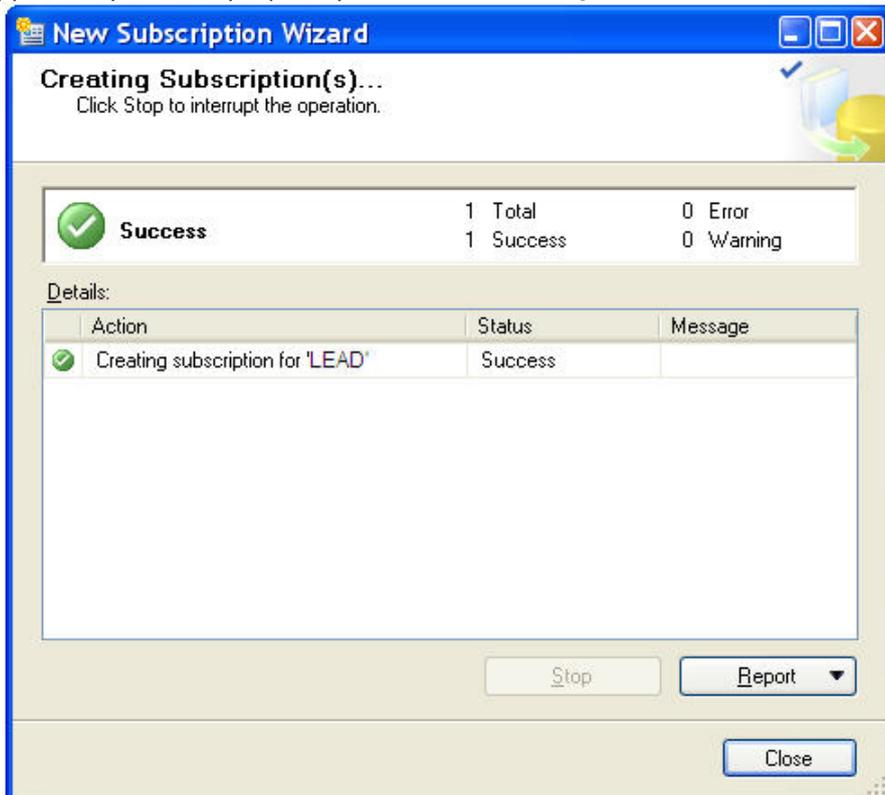 New Subscription Wizard
Creating Subscription(s)...
Click Stop to interrupt the operation.
Success
1 Total
0 Error
1 Success
0 Warning
Details:
Action Status Message
Creating subscription for 'LEAD' Success
Stop
Report
Close